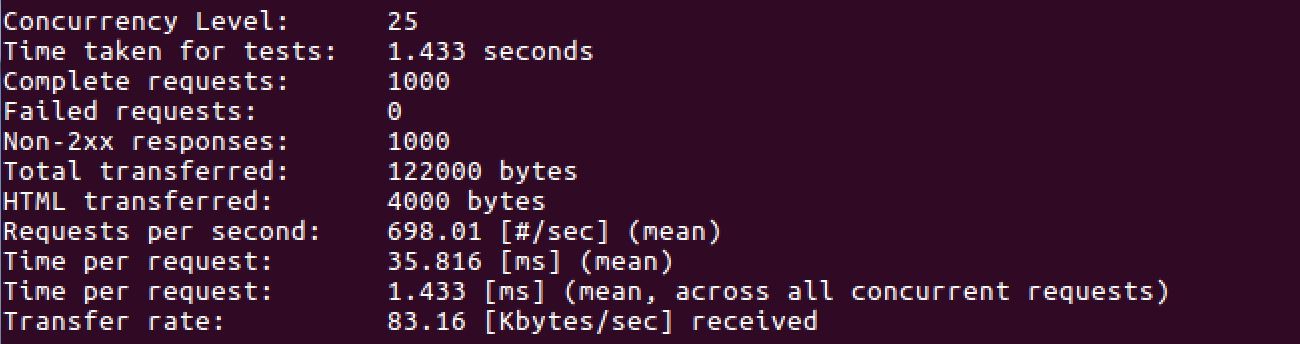 Concurrency Level:      25
Time taken for tests:   1.433 seconds
Complete requests:      1000
Failed requests:        0
Non-2xx responses:      1000
Total transferred:      122000 bytes
HTML transferred:       4000 bytes
Requests per second:    698.01 [#/sec] (mean)
Time per request:       35.816 [ms] (mean)
Time per request:       1.433 [ms] (mean, across all concurrent requests)
Transfer rate:          83.16 [Kbytes/sec] received